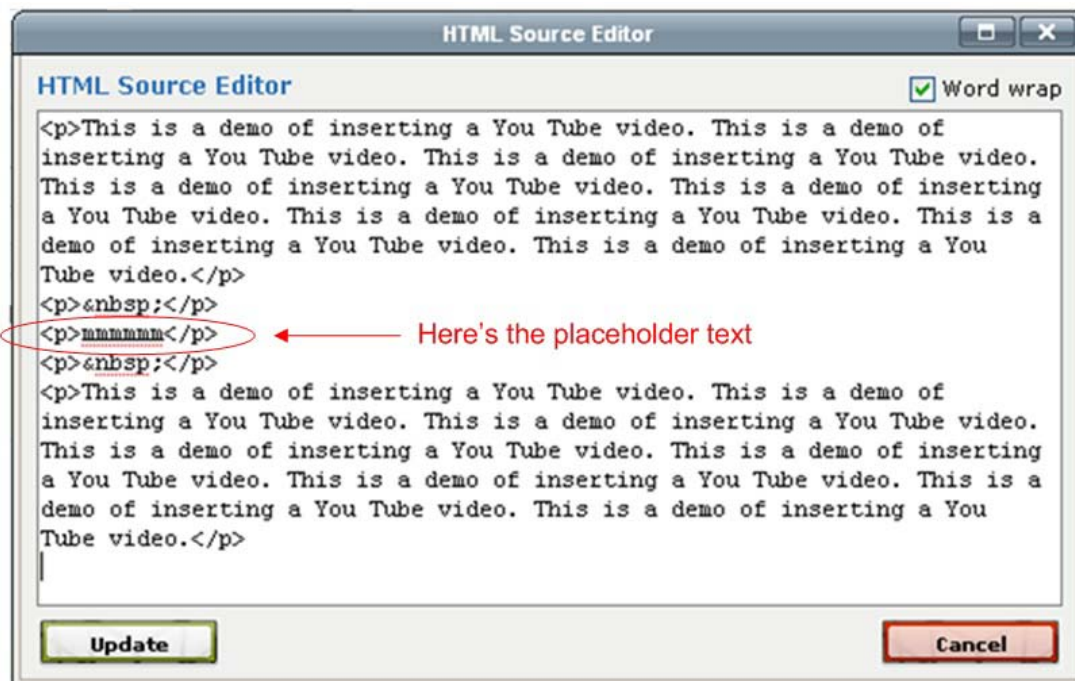 HTML Source Editor
HTML Source Editor
Word wrap
<p>This is a demo of inserting a You Tube video. This is a demo of
inserting a You Tube video. This is a demo of inserting a You Tube video.
This is a demo of inserting a You Tube video. This is a demo of inserting
a You Tube video. This is a demo of inserting a You Tube video. This is a
demo of inserting a You Tube video. This is a demo of inserting a You
Tube video.</p>
<p>&nbsp;</p>
<p>mmmmmm</p>
Here's the placeholder text
<p>&nbsp;</p>
<p>This is a demo of inserting a You Tube video. This is a demo of
inserting a You Tube video. This is a demo of inserting a You Tube video.
This is a demo of inserting a You Tube video. This is a demo of inserting
a You Tube video. This is a demo of inserting a You Tube video. This is a
demo of inserting a You Tube video. This is a demo of inserting a You
Tube video.</p>
Update
Cancel